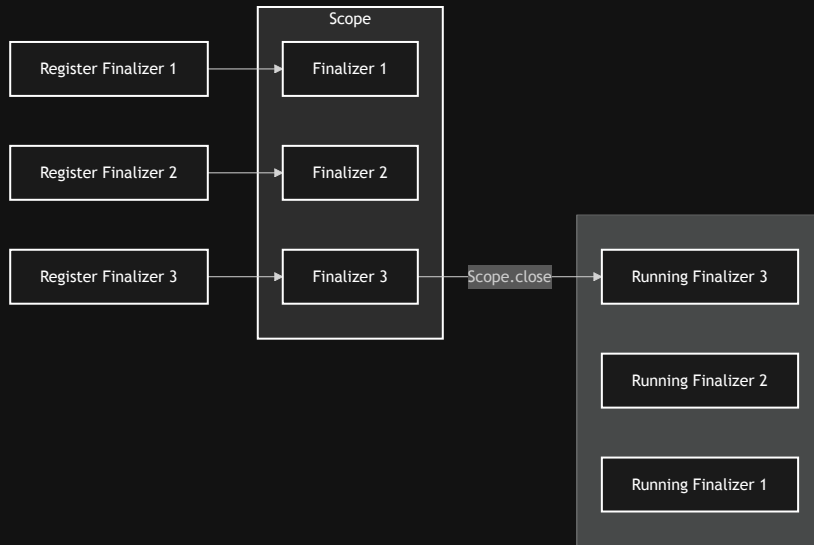 Scope
Register Finalizer 1
Finalizer 1
Register Finalizer 2
Finalizer 2
Register Finalizer 3
Finalizer 3
Scope.close
Running Finalizer 3
Running Finalizer 2
Running Finalizer 1